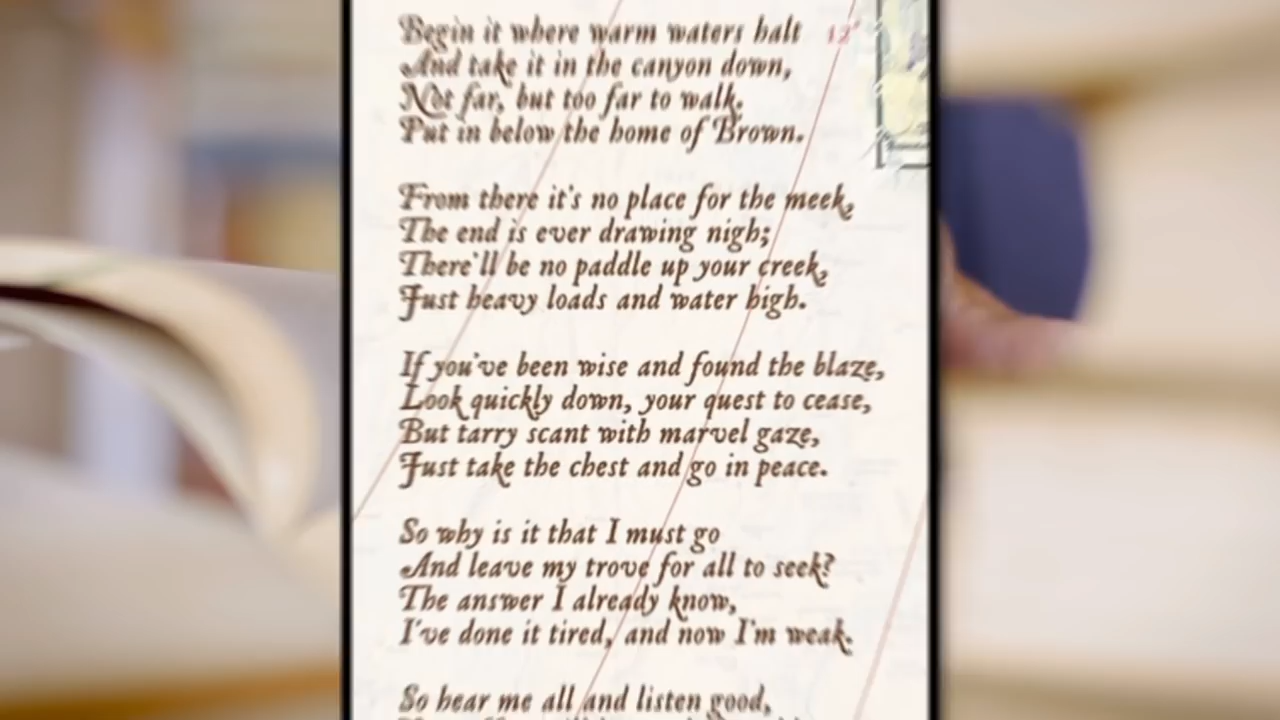 Begin it where warm waters halt
12°
And take it in the canyon down,
Not far, but too far to walk.
Put in below the home of Brown.
From there it's no place for the meek,
The end is ever drawing nigh;
There'll be no paddle up your creek,
Just heavy loads and water high.
If you've been wise and found the blaze,
Look quickly down, your quest to cease,
But tarry scant with marvel gaze,
Just take the chest and go in peace.
So why is it that I must go
And leave my trove for all to seek?
The answer I already know,
I've done it tired, and now I'm weak.
So hear me all and listen good,